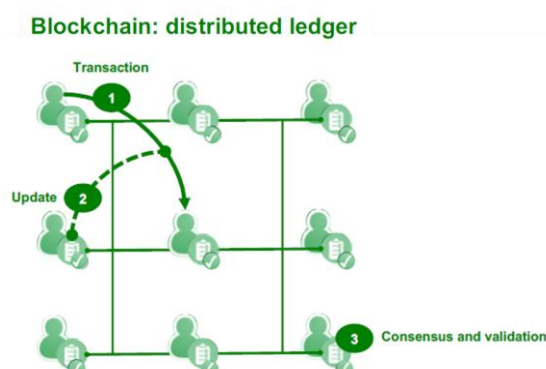 Blockchain: distributed ledger
Transaction
1
Update
2
3
Consensus and validation